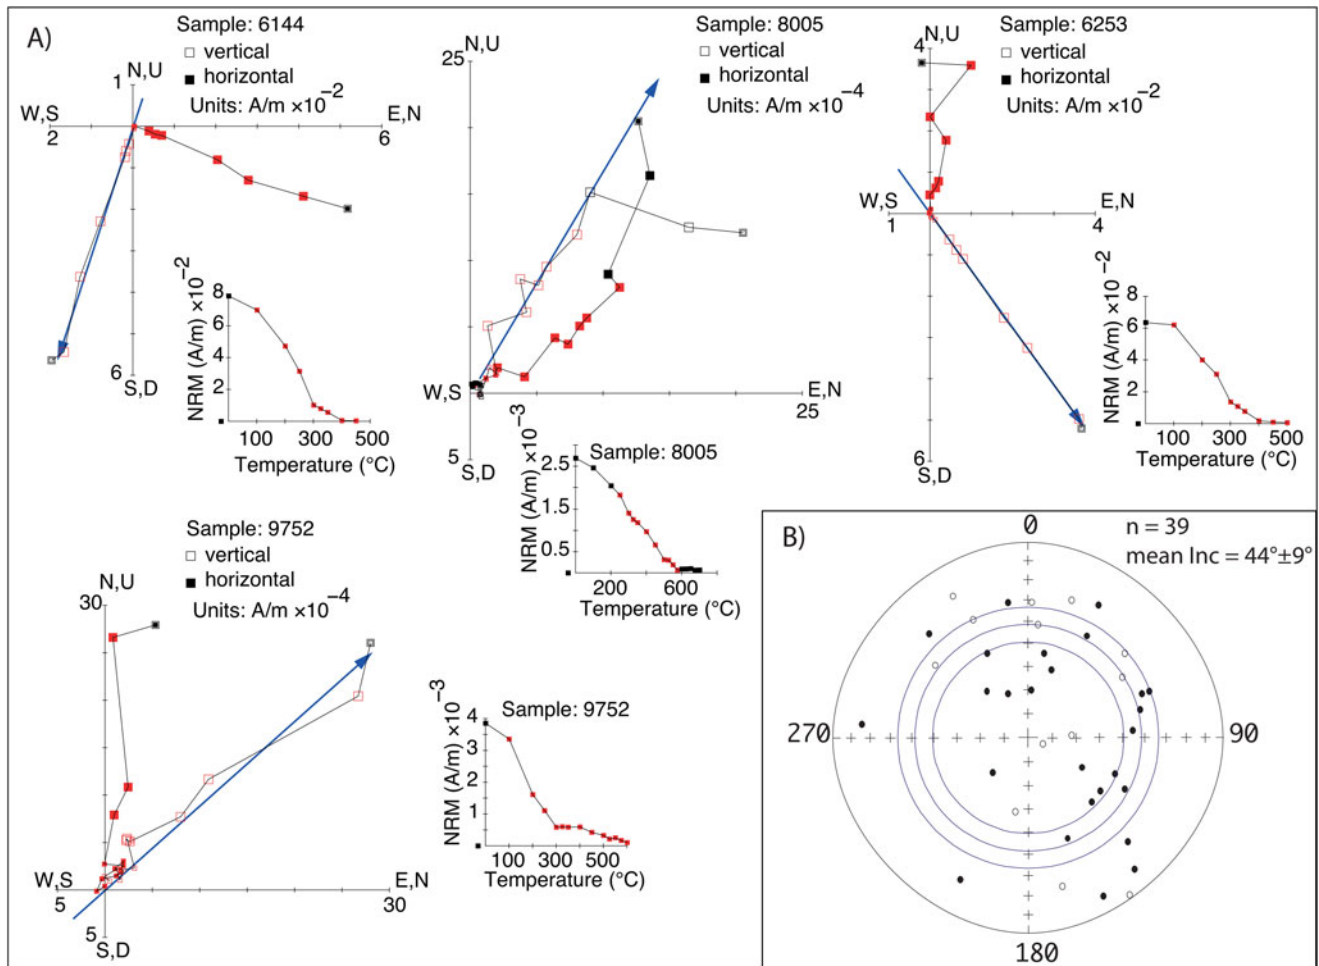 A)
Sample: 6144
vertical
horizontal
Units: A/m ×10⁻²
N,U
1
W,S
2
E,N
6
6
S,D
NRM (A/m) ×10⁻²
8
6
4
2
100 300 500
Temperature (°C)
Sample: 8005
vertical
horizontal
Units: A/m ×10⁻⁴
N,U
25
W,S
E,N
25
5
S,D
Sample: 8005
NRM (A/m) ×10⁻³
2.5
1.5
0.5
200 600
Temperature (°C)
Sample: 6253
vertical
horizontal
Units: A/m ×10⁻²
N,U
4
W,S
1
E,N
4
6
S,D
NRM (A/m) ×10⁻²
8
6
4
2
100 300 500
Temperature (°C)
Sample: 9752
vertical
horizontal
Units: A/m ×10⁻⁴
N,U
30
W,S
5
E,N
30
5
S,D
Sample: 9752
NRM (A/m) ×10⁻³
4
3
2
1
100 300 500
Temperature (°C)
B)
n = 39
mean Inc = 44°±9°
0
270
90
180